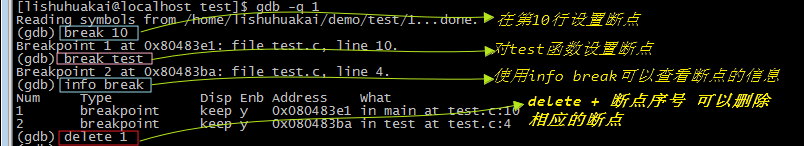 [lishuhuakai@localhost test]$ gdb -q 1
Reading symbols from /home/lishuhuakai/demo/test/1...done.
(gdb) break 10
在第10行设置断点
Breakpoint 1 at 0x80483e1: file test.c, line 10.
(gdb) break test
对test函数设置断点
Breakpoint 2 at 0x80483ba: file test.c, line 4.
(gdb) info break
使用info break可以查看断点的信息
Num Type Disp Enb Address What
1 breakpoint keep y 0x080483e1 in main at test.c:10
2 breakpoint keep y 0x080483ba in test at test.c:4
delete + 断点序号 可以删除
相应的断点
(gdb) delete 1